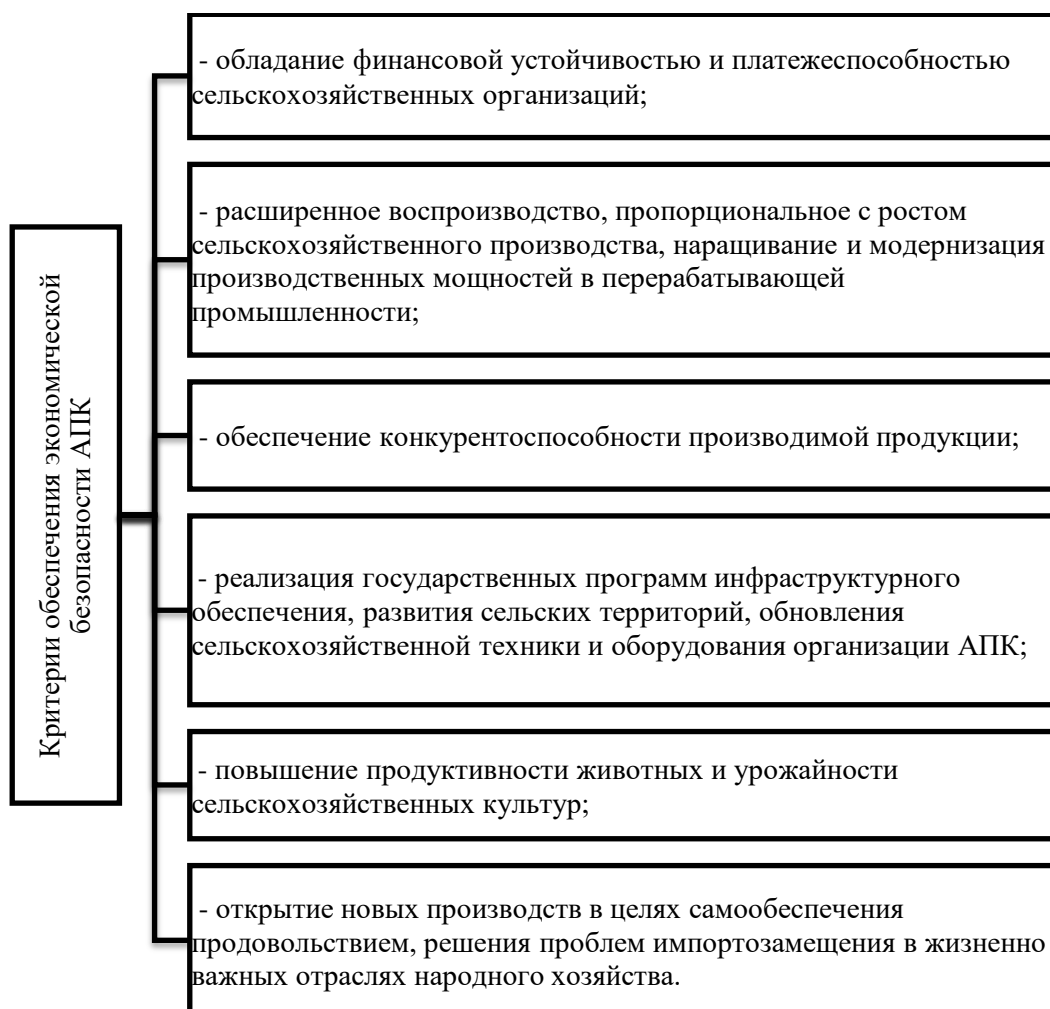 Критерии обеспечения экономической
безопасности АПК
- обладание финансовой устойчивостью и платежеспособностью
сельскохозяйственных организаций;
- расширенное воспроизводство, пропорциональное с ростом
сельскохозяйственного производства, наращивание и модернизация
производственных мощностей в перерабатывающей
промышленности;
- обеспечение конкурентоспособности производимой продукции;
- реализация государственных программ инфраструктурного
обеспечения, развития сельских территорий, обновления
сельскохозяйственной техники и оборудования организации АПК;
- повышение продуктивности животных и урожайности
сельскохозяйственных культур;
- открытие новых производств в целях самообеспечения
продовольствием, решения проблем импортозамещения в жизненно
важных отраслях народного хозяйства.